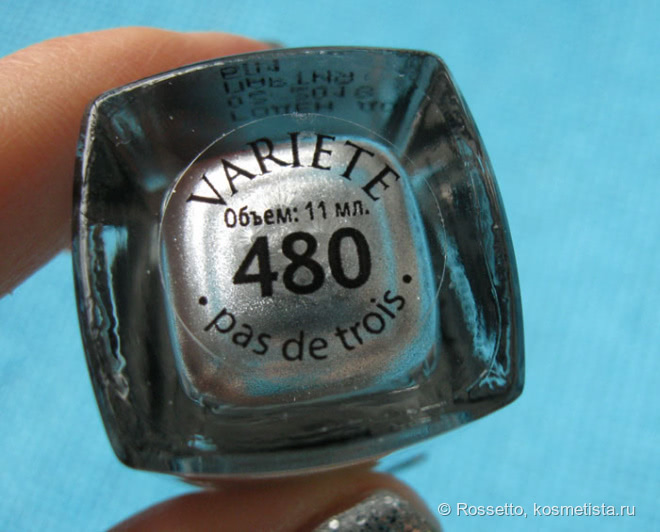 VARIETE
Объем: 11 мл.
480
• pas de trois •
© Rossetto, kosmetista.ru